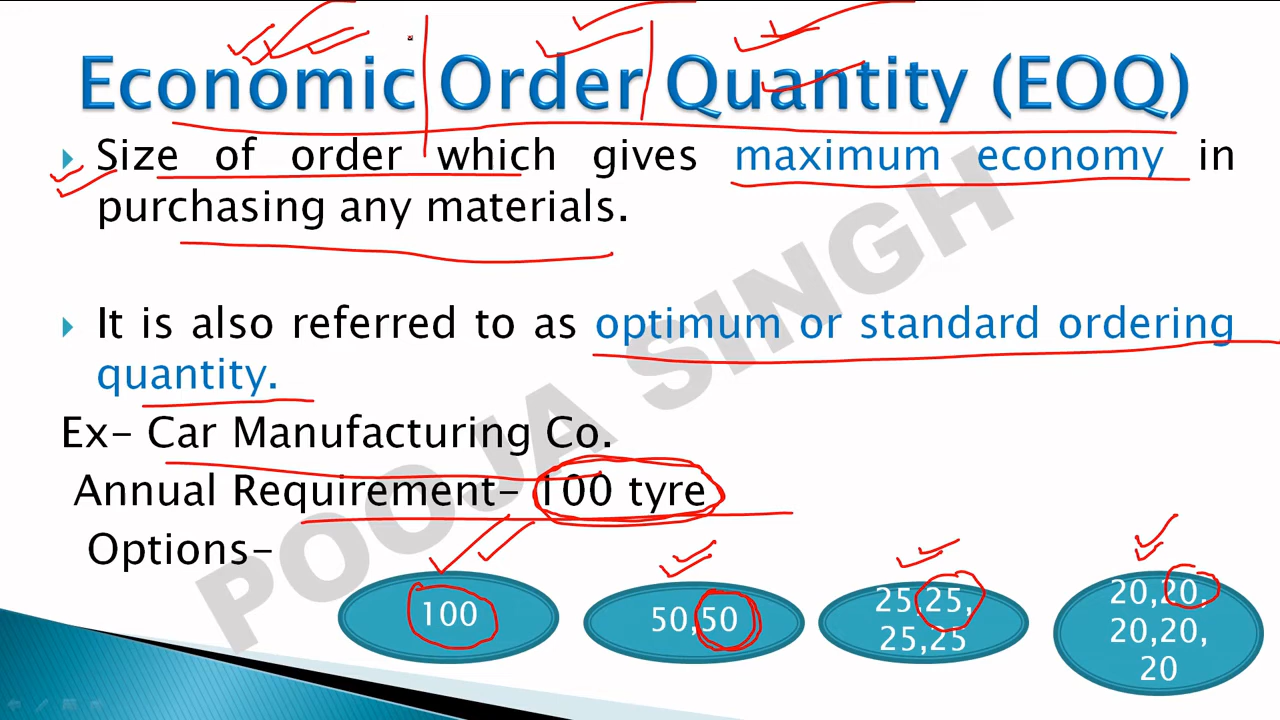 Economic Order Quantity (EOQ)
Size of order which gives maximum economy in
purchasing any materials.
It is also referred to as optimum or standard ordering
quantity.
Ex- Car Manufacturing Co.
Annual Requirement- 100 tyre
Options-
100
50,50
25,25,
25,25
20,20,
20,20,
20
POOJA SINGH